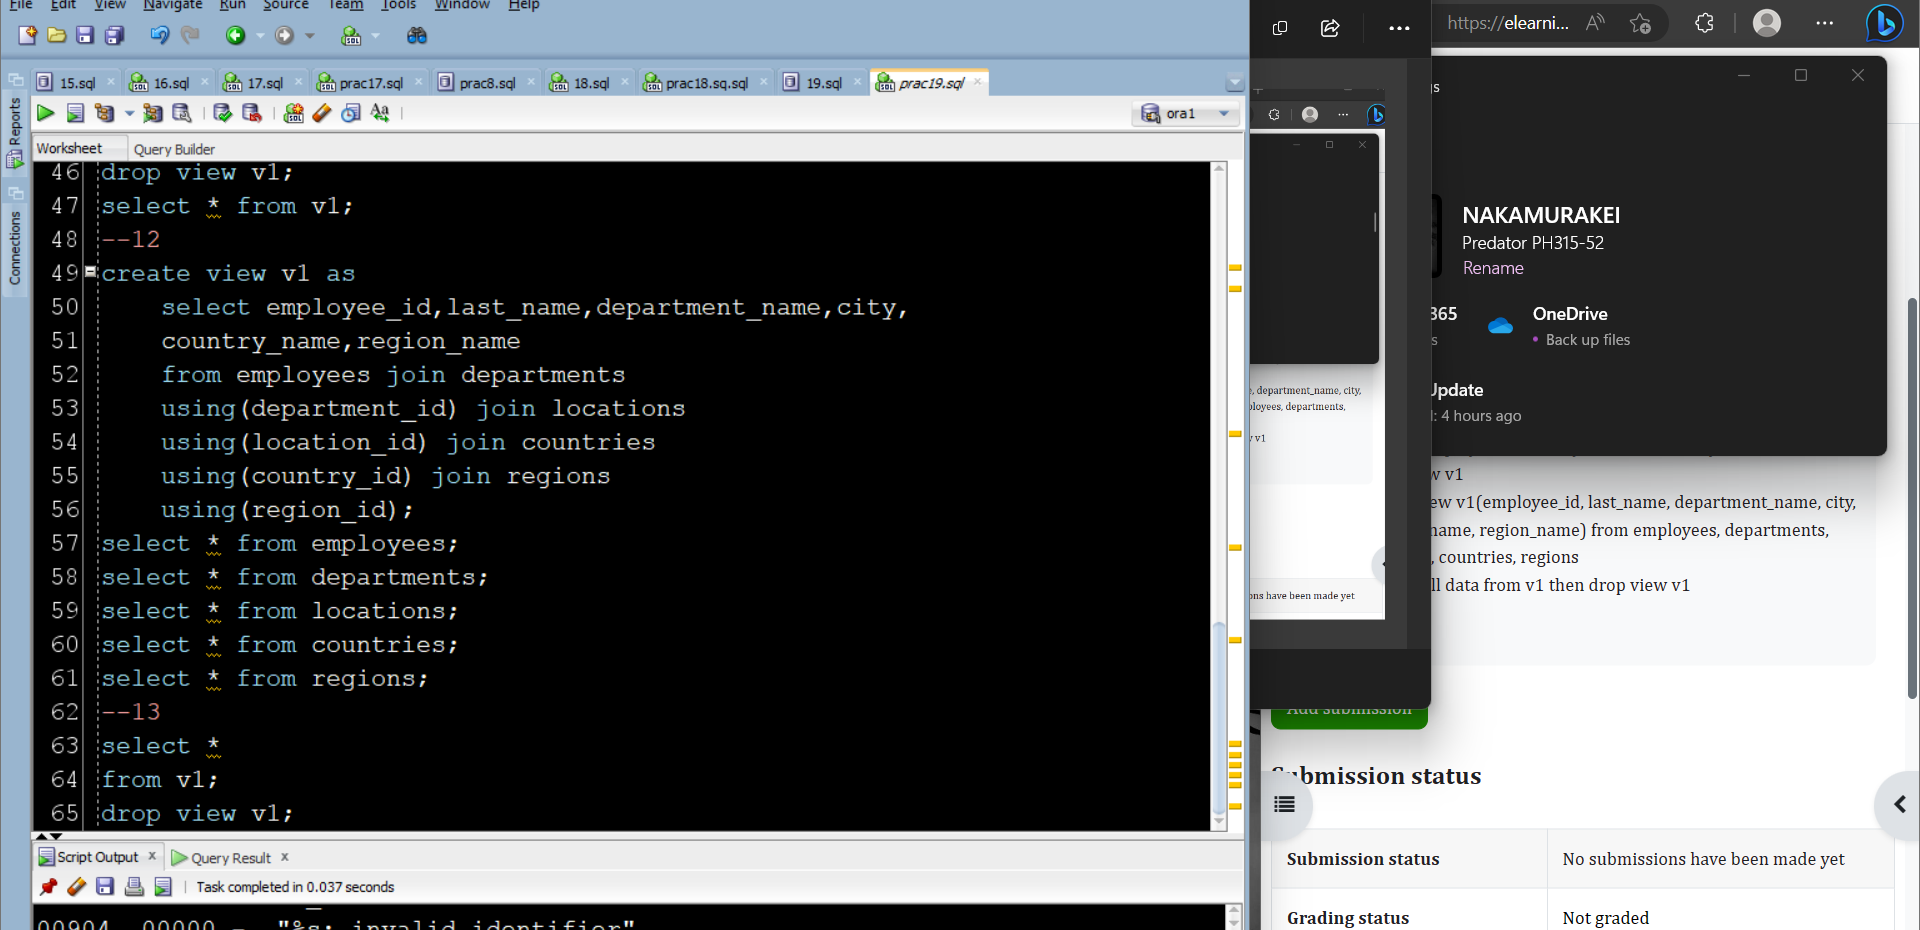 File Edit View Navigate Run Source Team Tools Window Help
15.sql 16.sql 17.sql prac17.sql prac8.sql 18.sql prac18.sq.sql 19.sql prac19.sql
ora1
Worksheet Query Builder
Reports
Connections
46 drop view v1;
47 select * from v1;
48 --12
49 create view v1 as
50 select employee_id,last_name,department_name,city,
51 country_name,region_name
52 from employees join departments
53 using(department_id) join locations
54 using(location_id) join countries
55 using(country_id) join regions
56 using(region_id);
57 select * from employees;
58 select * from departments;
59 select * from locations;
60 select * from countries;
61 select * from regions;
62 --13
63 select *
64 from v1;
65 drop view v1;
Script Output Query Result
Task completed in 0.037 seconds
00904. 00000 - "%s: invalid identifier"
, department_name, city,
ployees, departments,
v v1
ons have been made yet
https://elearni...
gs
NAKAMURAKEI
Predator PH315-52
Rename
365
s
OneDrive
• Back up files
Update
d: 4 hours ago
w v1
ew v1(employee_id, last_name, department_name, city,
name, region_name) from employees, departments,
, countries, regions
ll data from v1 then drop view v1
Add submission
Submission status
Submission status No submissions have been made yet
Grading status Not graded